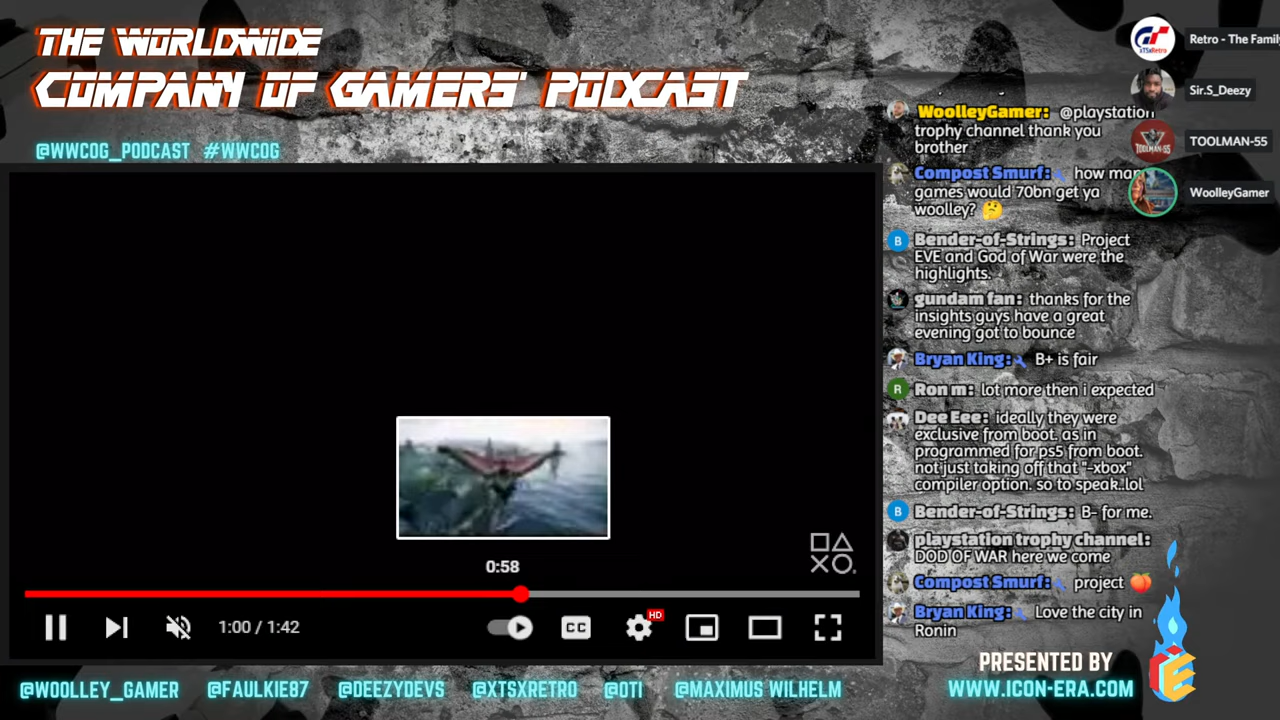 THE WORLDWIDE
COMPANY OF GAMERS' PODCAST
@WWCOG_PODCAST #WWCOG
Retro - The Family
Sir.S_Deezy
TOOLMAN-55
WoolleyGamer
WoolleyGamer: @playstation
trophy channel thank you
brother
Compost Smurf: how man
games would 70bn get ya
woolley? 🤔
Bender-of-Strings: Project
EVE and God of War were the
highlights.
gundam fan: thanks for the
insights guys have a great
evening got to bounce
Bryan King: B+ is fair
Ron m: lot more then i expected
Dee Eee: ideally they were
exclusive from boot. as in
programmed for ps5 from boot.
not just taking off that "-xbox"
compiler option. so to speak..lol
Bender-of-Strings: B- for me.
playstation trophy channel:
DOD OF WAR here we come
Compost Smurf: project 🍑
Bryan King: Love the city in
Ronin
0:58
1:00 / 1:42
CC
HD
PRESENTED BY
WWW.ICON-ERA.COM
@WOOLLEY_GAMER @FAULKIE87 @DEEZYDEVS @XTSXRETRO @OTI @MAXIMUS WILHELM